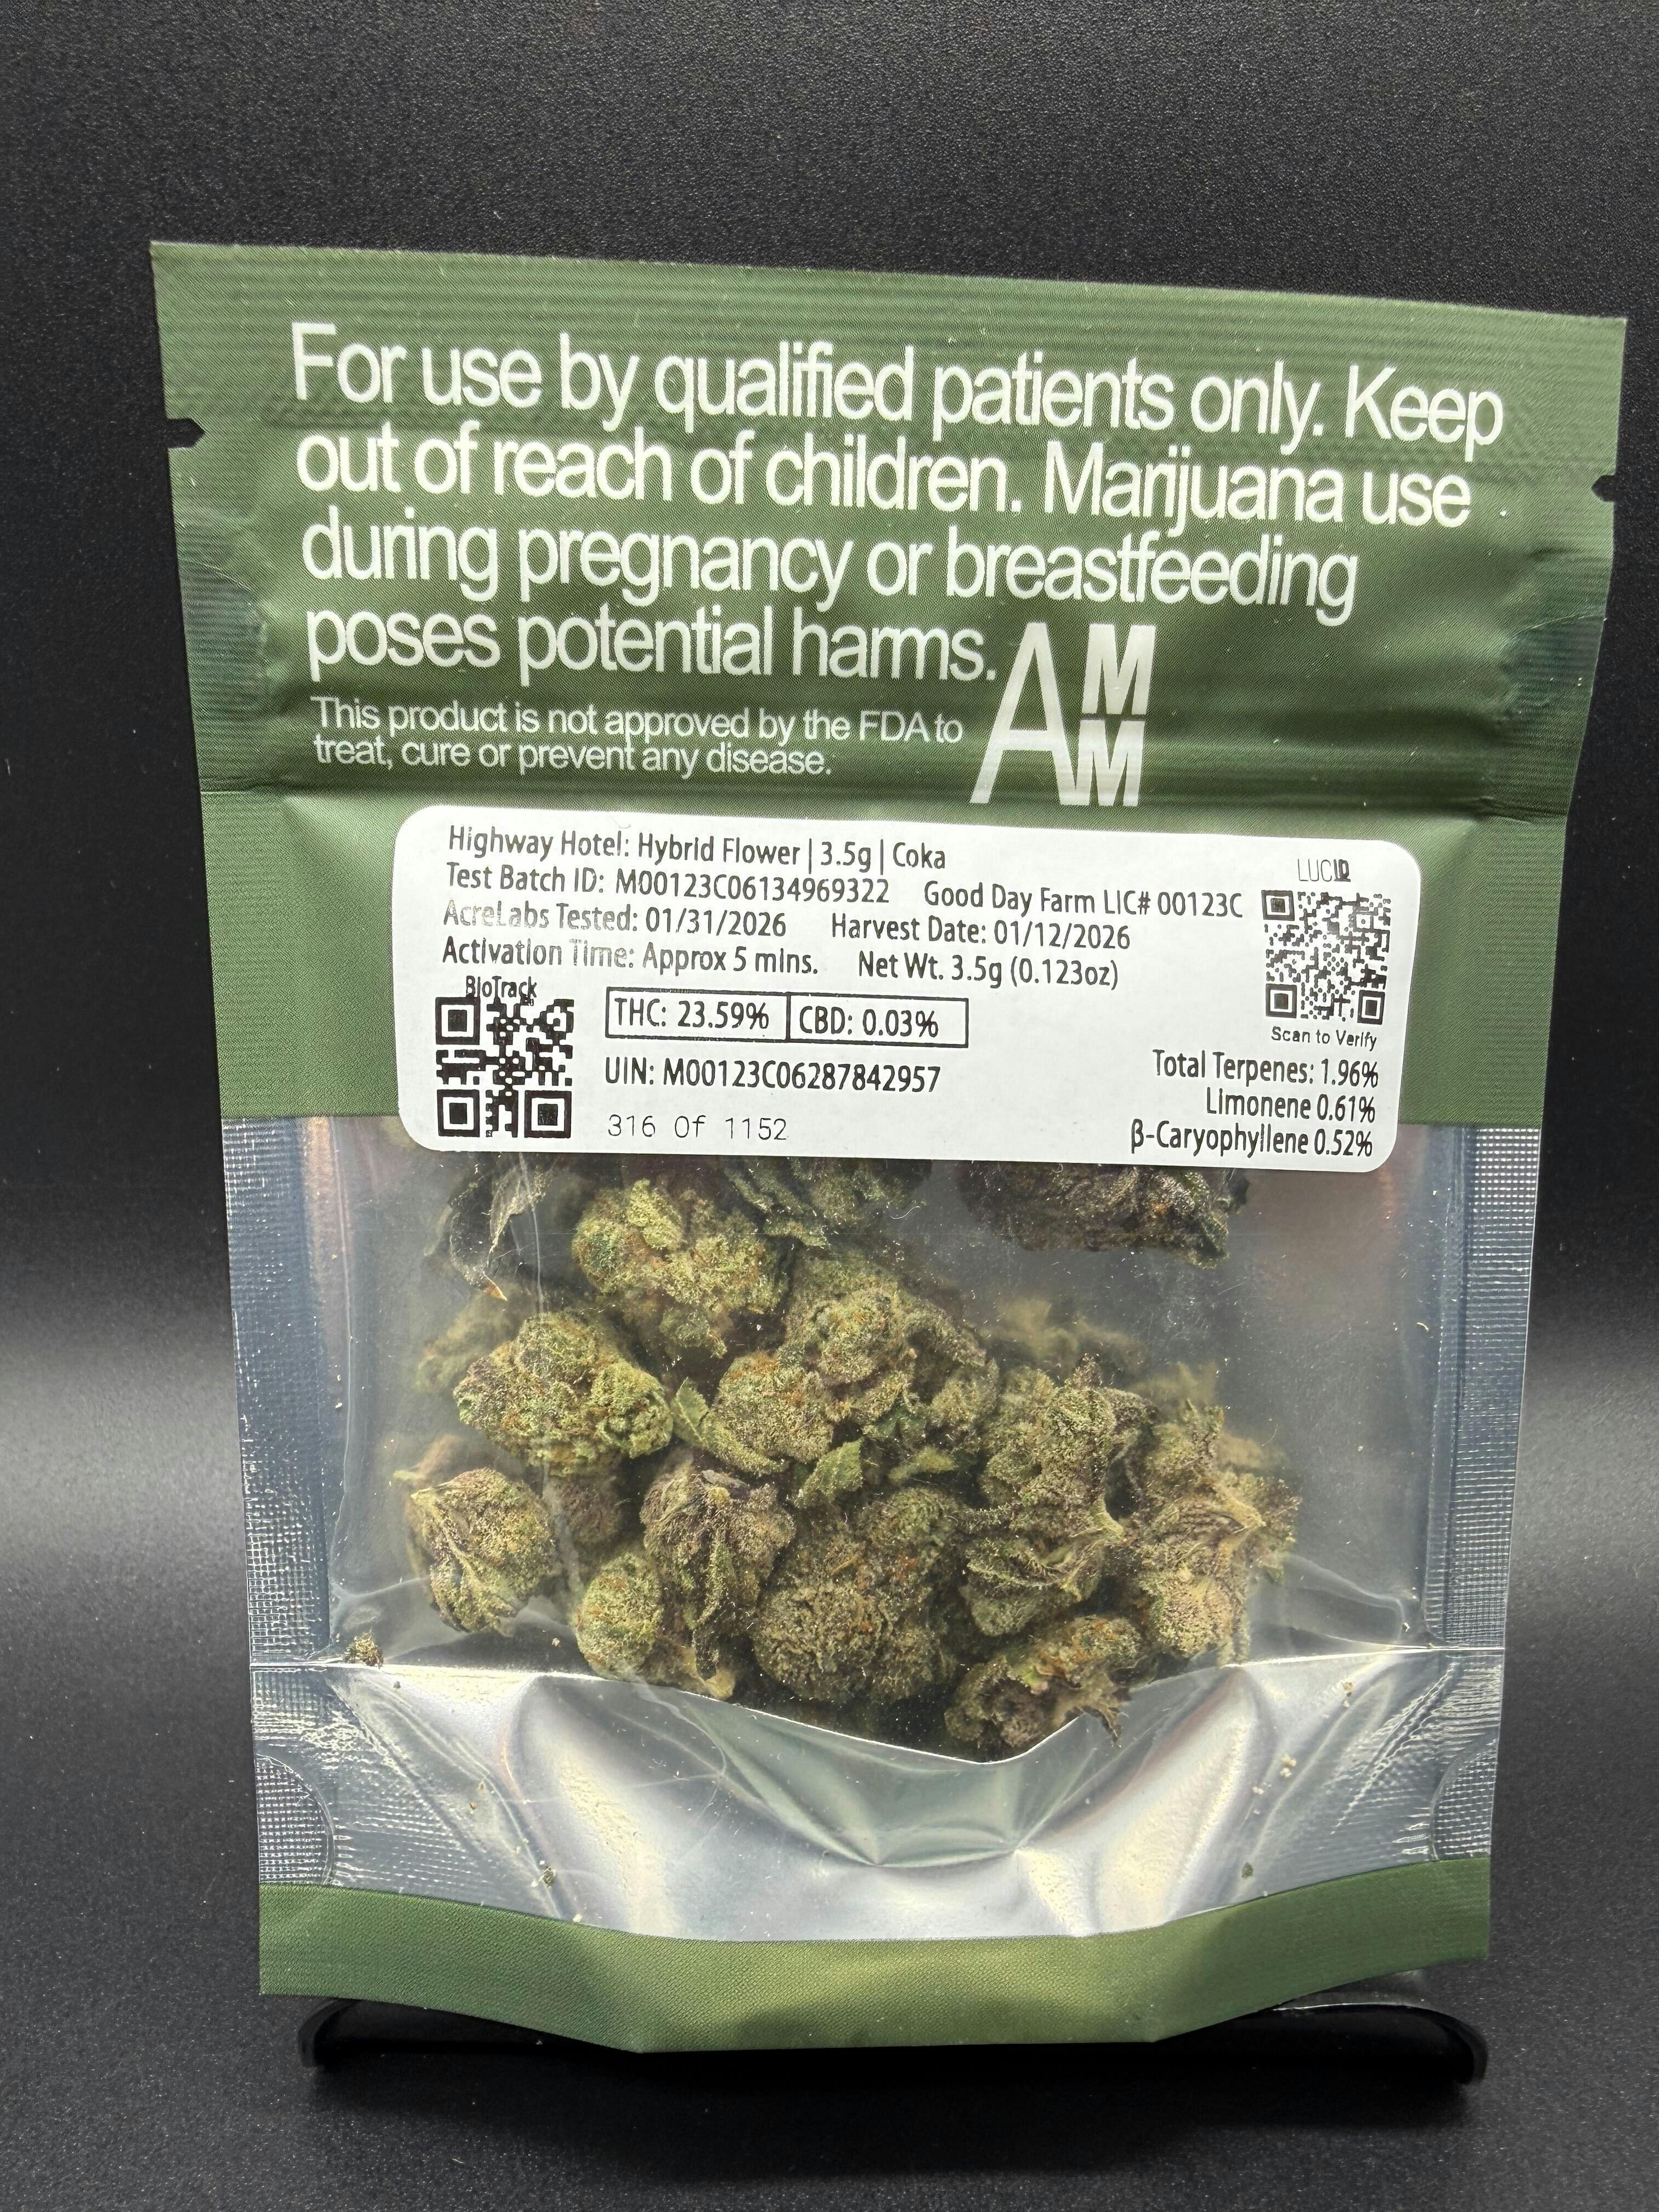 For use by qualified patients only. Keep
out of reach of children. Marijuana use
during pregnancy or breastfeeding
poses potential harms.
This product is not approved by the FDA to
treat, cure or prevent any disease.
AMM
Highway Hotel: Hybrid Flower | 3.5g | Coka
Test Batch ID: M00123C06134969322 Good Day Farm LIC# 00123C
AcreLabs Tested: 01/31/2026 Harvest Date: 01/12/2026
Activation Time: Approx 5 mins. Net Wt. 3.5g (0.123oz)
LUCID
Scan to Verify
BioTrack
THC: 23.59% CBD: 0.03%
UIN: M00123C06287842957
316 Of 1152
Total Terpenes: 1.96%
Limonene 0.61%
β-Caryophyllene 0.52%